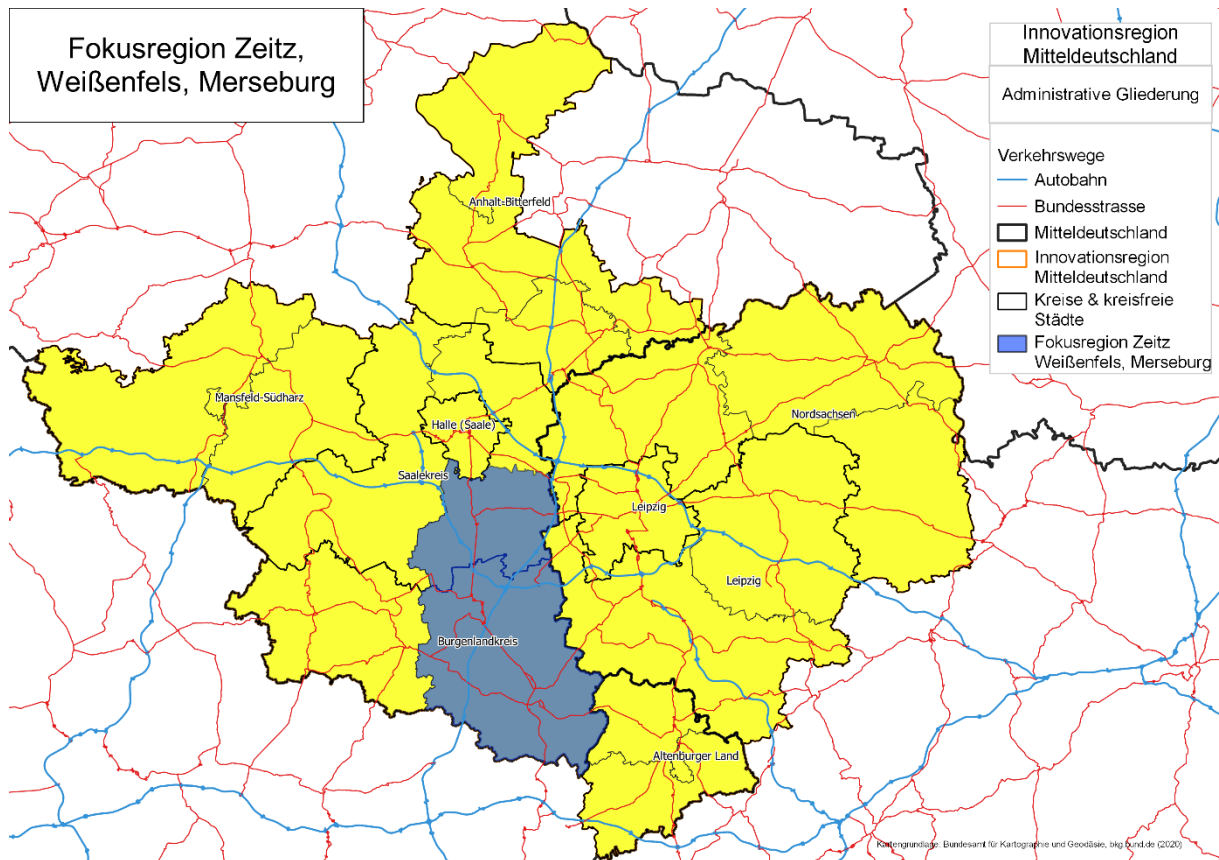 Fokusregion Zeitz,
Weißenfels, Merseburg
Innovationsregion
Mitteldeutschland
Administrative Gliederung
Verkehrswege
Autobahn
Bundesstrasse
Mitteldeutschland
Innovationsregion
Mitteldeutschland
Kreise & kreisfreie
Städte
Fokusregion Zeitz
Weißenfels, Merseburg
Anhalt-Bitterfeld
Mansfeld-Südharz
Nordsachsen
Halle (Saale)
Saalekreis
Leipzig
Leipzig
Burgenlandkreis
Altenburger Land
Kartengrundlage: Bundesamt für Kartographie und Geodäsie, bkg.bund.de (2020)